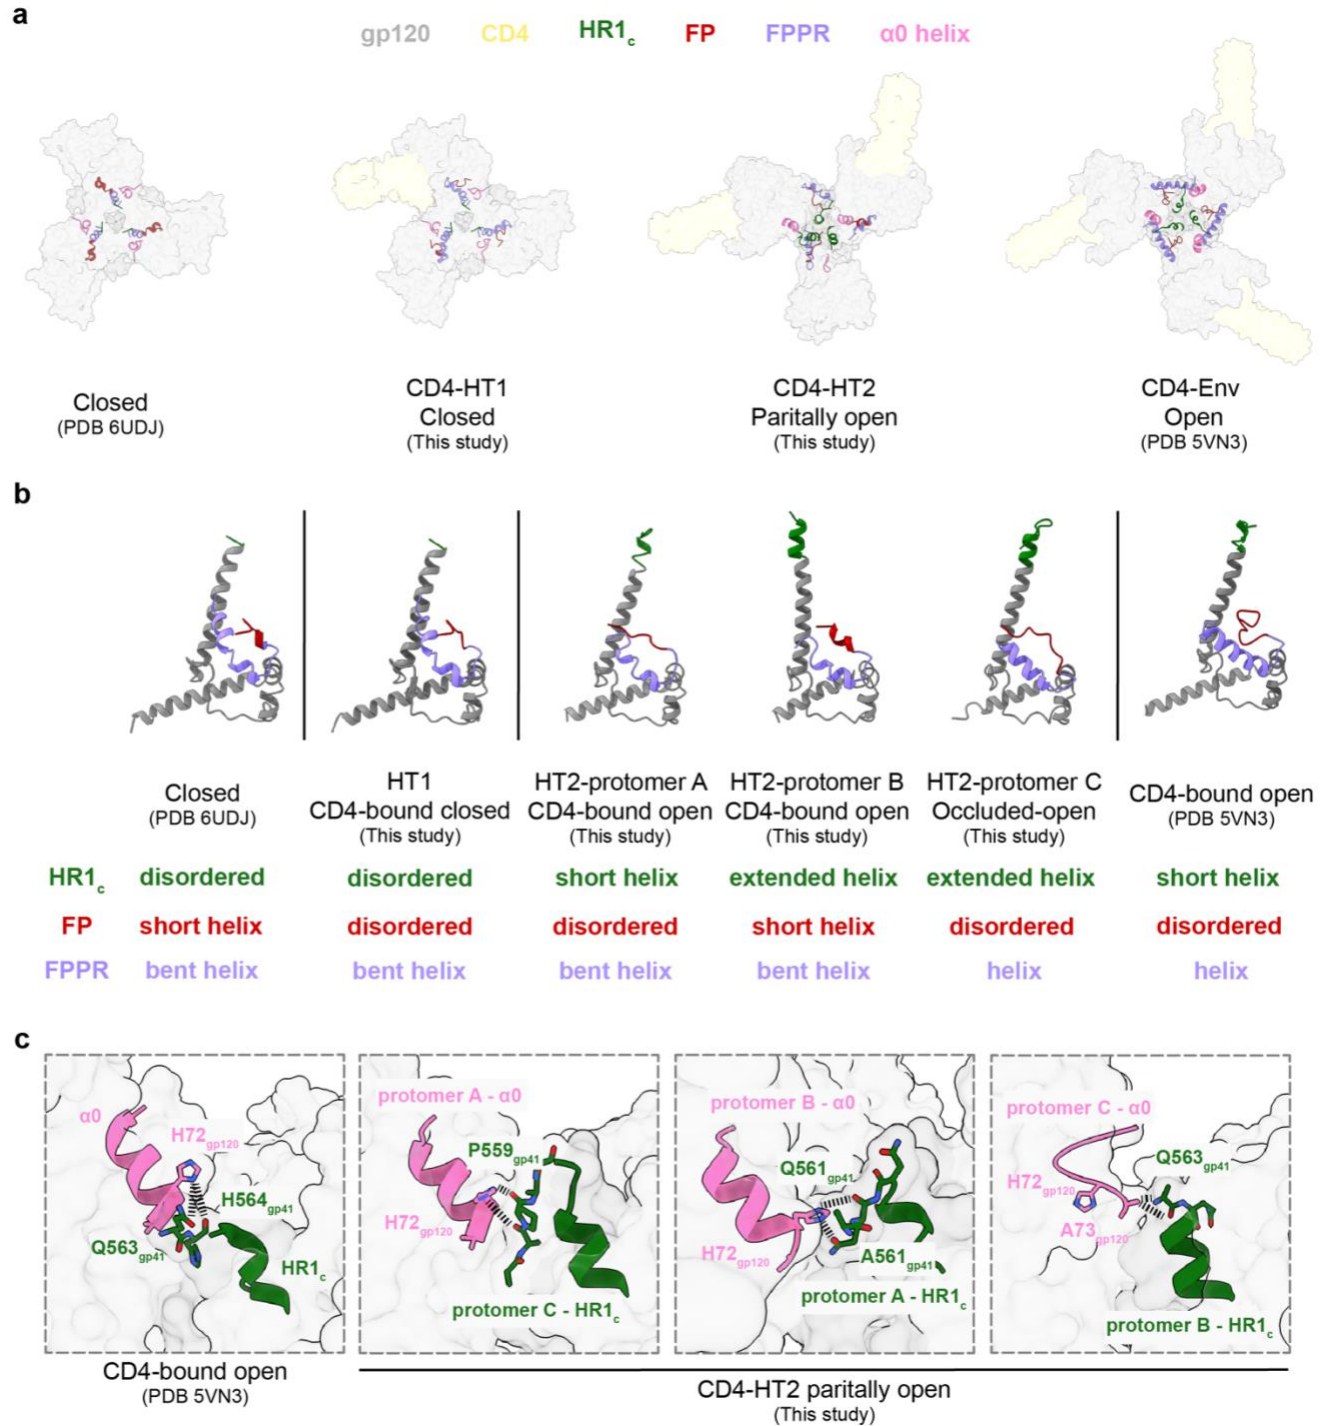 a
gp120 CD4 HR1c FP FPPR α0 helix
Closed
(PDB 6UDJ)
CD4-HT1
Closed
(This study)
CD4-HT2
Paritally open
(This study)
CD4-Env
Open
(PDB 5VN3)
b
Closed
(PDB 6UDJ)
HT1
CD4-bound closed
(This study)
HT2-protomer A
CD4-bound open
(This study)
HT2-protomer B
CD4-bound open
(This study)
HT2-protomer C
Occluded-open
(This study)
CD4-bound open
(PDB 5VN3)
HR1c disordered disordered short helix extended helix extended helix short helix
FP short helix disordered disordered short helix disordered disordered
FPPR bent helix bent helix bent helix bent helix helix helix
c
α0
H72gp120
H564gp41
Q563gp41
HR1c
CD4-bound open
(PDB 5VN3)
protomer A - α0
P559gp41
H72gp120
protomer C - HR1c
protomer B - α0
Q561gp41
H72gp120
A561gp41
protomer A - HR1c
protomer C - α0
Q563gp41
H72gp120
A73gp120
protomer B - HR1c
CD4-HT2 paritally open
(This study)